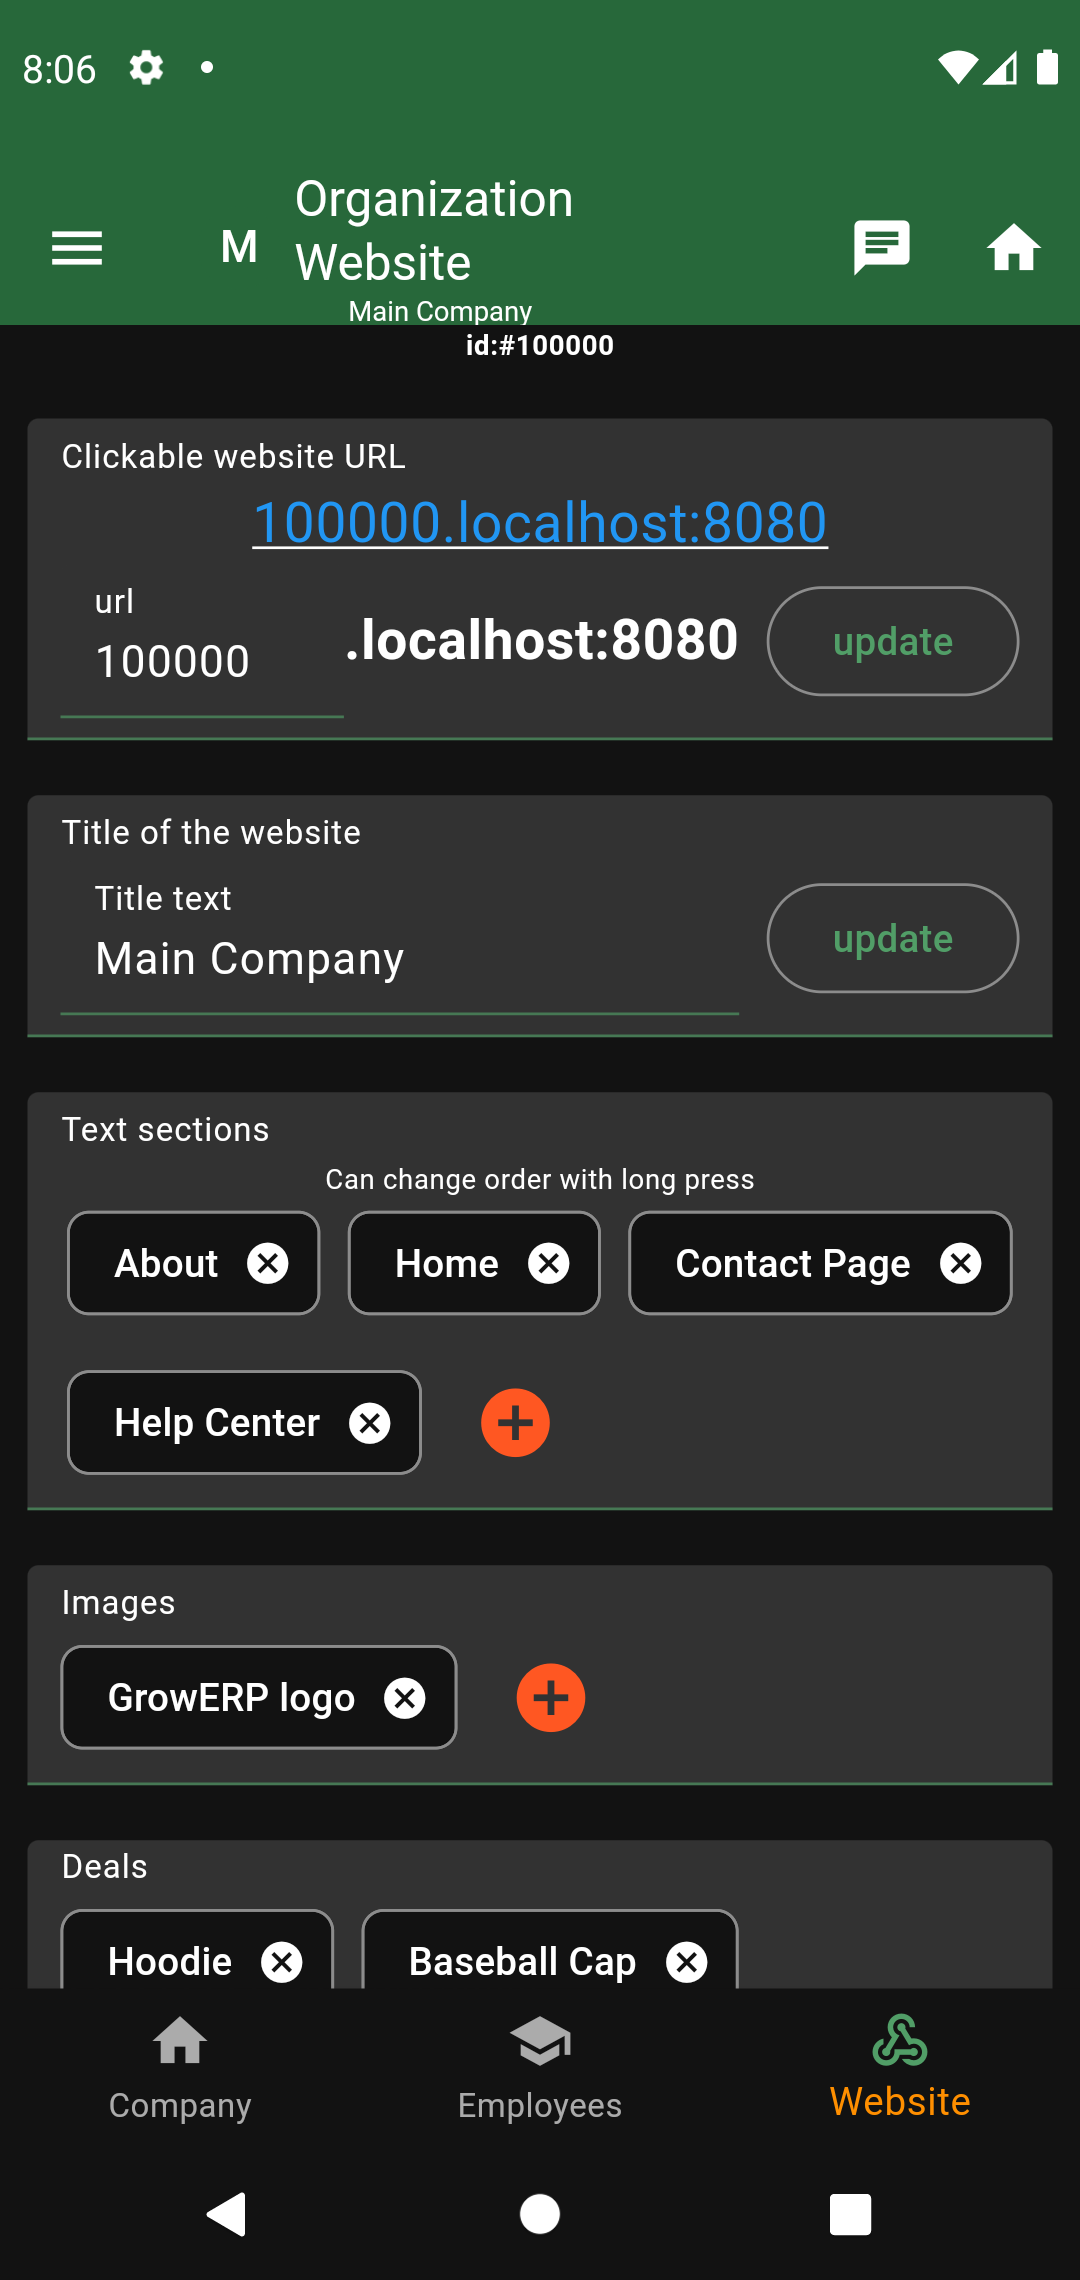 8:06
M
Organization
Website
Main Company
id:#100000
Clickable website URL
100000.localhost:8080
url
100000
.localhost:8080
update
Title of the website
Title text
Main Company
update
Text sections
Can change order with long press
About
Home
Contact Page
Help Center
Images
GrowERP logo
Deals
Hoodie
Baseball Cap
Company
Employees
Website